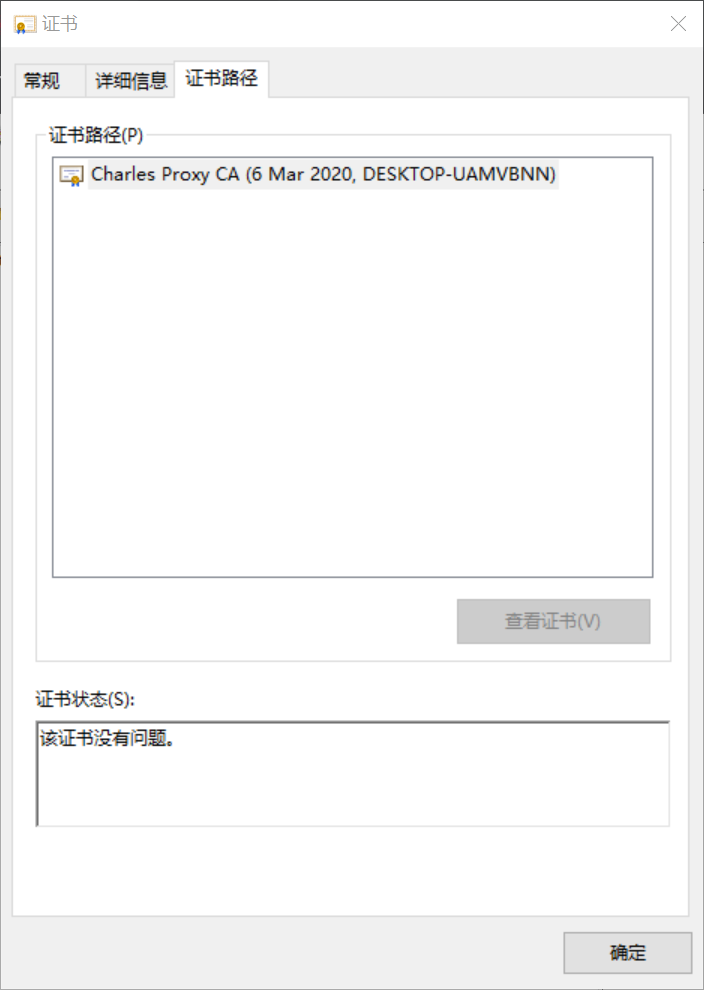 证书
常规 详细信息 证书路径
证书路径(P)
Charles Proxy CA (6 Mar 2020, DESKTOP-UAMVBNN)
查看证书(V)
证书状态(S):
该证书没有问题。
确定